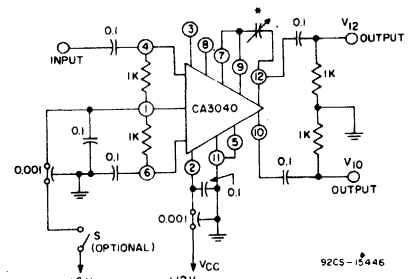 *
0.1
3
8
7
0.1
V12
OUTPUT
INPUT
4
9
12
1K
1K
1
CA3040
0.1
1K
10
1K
0.1
6
5
11
2
0.1
V10
OUTPUT
0.001
0.1
0.001
S
(OPTIONAL)
VCC
92CS-15446